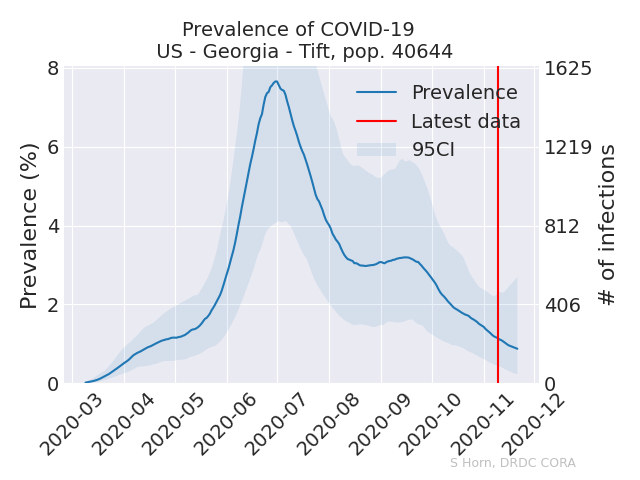 Prevalence of COVID-19
US - Georgia - Tift, pop. 40644
8
6
4
2
0
Prevalence (%)
1625
1219
812
406
0
# of infections
Prevalence
Latest data
95CI
2020-03
2020-04
2020-05
2020-06
2020-07
2020-08
2020-09
2020-10
2020-11
2020-12
S Horn, DRDC CORA